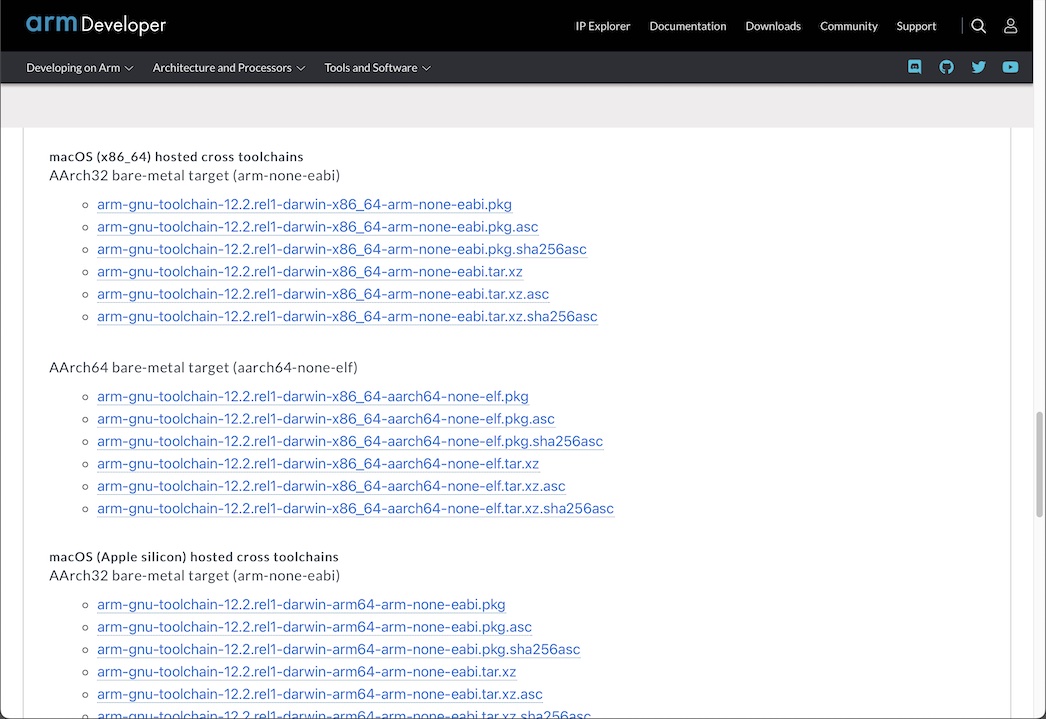 arm Developer
IP Explorer Documentation Downloads Community Support
Developing on Arm Architecture and Processors Tools and Software
macOS (x86_64) hosted cross toolchains
AArch32 bare-metal target (arm-none-eabi)
arm-gnu-toolchain-12.2.rel1-darwin-x86_64-arm-none-eabi.pkg
arm-gnu-toolchain-12.2.rel1-darwin-x86_64-arm-none-eabi.pkg.asc
arm-gnu-toolchain-12.2.rel1-darwin-x86_64-arm-none-eabi.pkg.sha256asc
arm-gnu-toolchain-12.2.rel1-darwin-x86_64-arm-none-eabi.tar.xz
arm-gnu-toolchain-12.2.rel1-darwin-x86_64-arm-none-eabi.tar.xz.asc
arm-gnu-toolchain-12.2.rel1-darwin-x86_64-arm-none-eabi.tar.xz.sha256asc
AArch64 bare-metal target (aarch64-none-elf)
arm-gnu-toolchain-12.2.rel1-darwin-x86_64-aarch64-none-elf.pkg
arm-gnu-toolchain-12.2.rel1-darwin-x86_64-aarch64-none-elf.pkg.asc
arm-gnu-toolchain-12.2.rel1-darwin-x86_64-aarch64-none-elf.pkg.sha256asc
arm-gnu-toolchain-12.2.rel1-darwin-x86_64-aarch64-none-elf.tar.xz
arm-gnu-toolchain-12.2.rel1-darwin-x86_64-aarch64-none-elf.tar.xz.asc
arm-gnu-toolchain-12.2.rel1-darwin-x86_64-aarch64-none-elf.tar.xz.sha256asc
macOS (Apple silicon) hosted cross toolchains
AArch32 bare-metal target (arm-none-eabi)
arm-gnu-toolchain-12.2.rel1-darwin-arm64-arm-none-eabi.pkg
arm-gnu-toolchain-12.2.rel1-darwin-arm64-arm-none-eabi.pkg.asc
arm-gnu-toolchain-12.2.rel1-darwin-arm64-arm-none-eabi.pkg.sha256asc
arm-gnu-toolchain-12.2.rel1-darwin-arm64-arm-none-eabi.tar.xz
arm-gnu-toolchain-12.2.rel1-darwin-arm64-arm-none-eabi.tar.xz.asc
arm-gnu-toolchain-12.2.rel1-darwin-arm64-arm-none-eabi.tar.xz.sha256asc